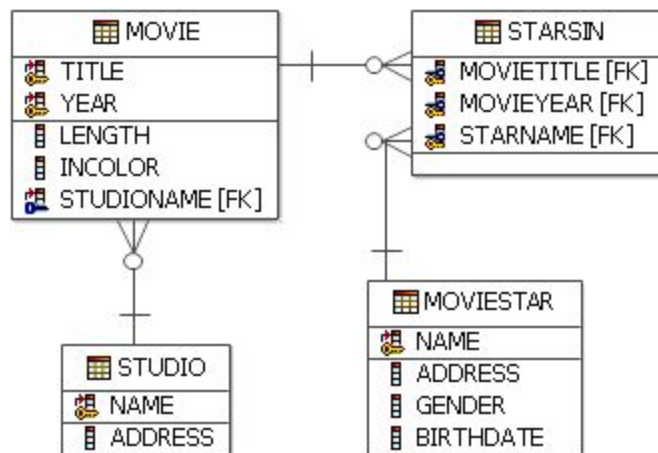 MOVIE
TITLE
YEAR
LENGTH
INCOLOR
STUDIONAME [FK]
STARSIN
MOVIETITLE [FK]
MOVIEYEAR [FK]
STARNAME [FK]
STUDIO
NAME
ADDRESS
MOVIESTAR
NAME
ADDRESS
GENDER
BIRTHDATE